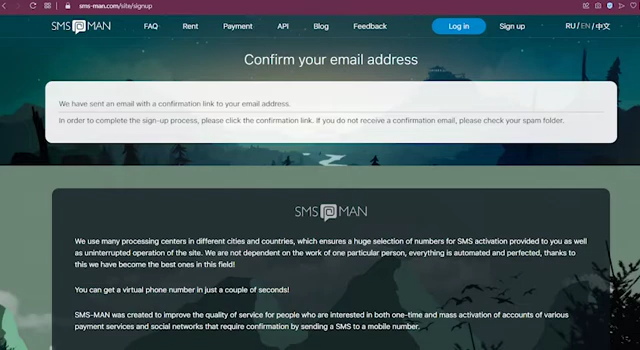 sms-man.com/site/signup
SMS MAN FAQ Rent Payment API Blog Feedback Log in Sign up RU / EN / 中文
Confirm your email address
We have sent an email with a confirmation link to your email address.
In order to complete the sign-up process, please click the confirmation link. If you do not receive a confirmation email, please check your spam folder.
SMS MAN
We use many processing centers in different cities and countries, which ensures a huge selection of numbers for SMS activation provided to you as well
as uninterrupted operation of the site. We are not dependent on the work of one particular person, everything is automated and perfected, thanks to
this we have become the best ones in this field!
You can get a virtual phone number in just a couple of seconds!
SMS-MAN was created to improve the quality of service for people who are interested in both one-time and mass activation of accounts of various
payment services and social networks that require confirmation by sending a SMS to a mobile number.